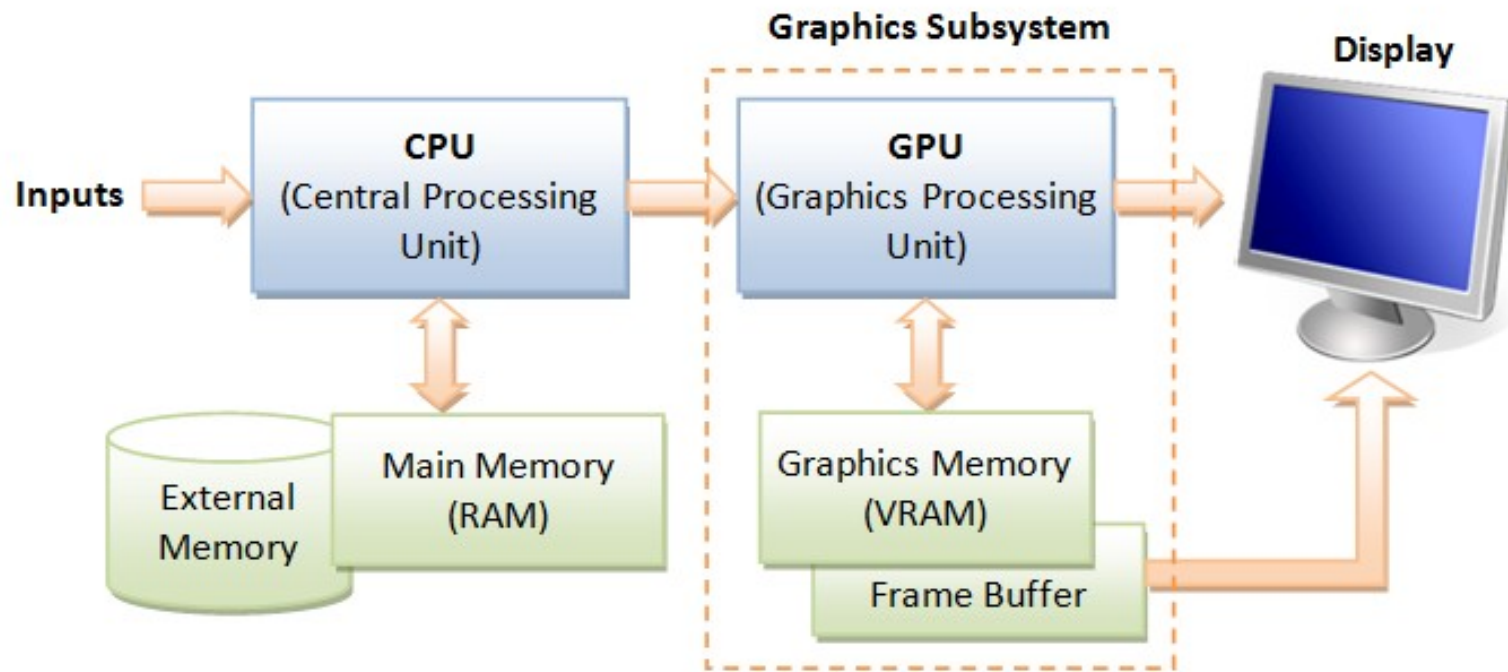 Graphics Subsystem
Display
Inputs
CPU
(Central Processing
Unit)
GPU
(Graphics Processing
Unit)
External
Memory
Main Memory
(RAM)
Graphics Memory
(VRAM)
Frame Buffer